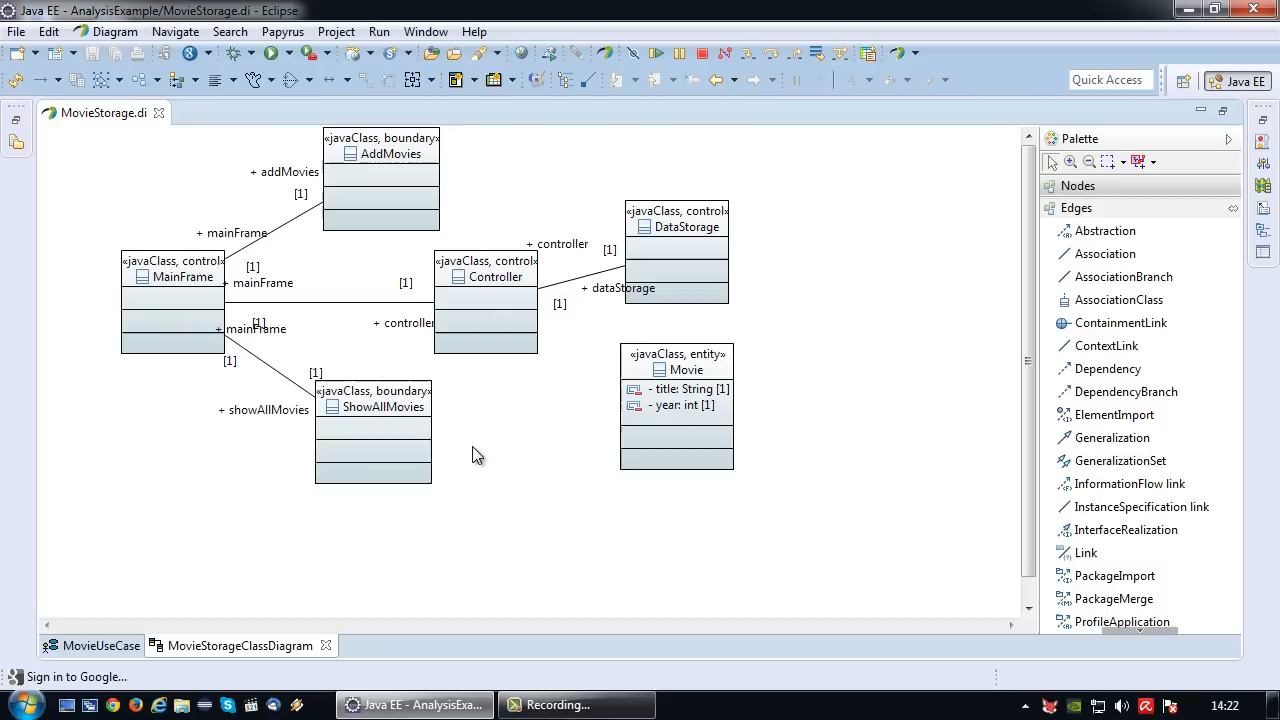 Java EE - AnalysisExample/MovieStorage.di - Eclipse
File Edit Diagram Navigate Search Papyrus Project Run Window Help
Quick Access
Java EE
MovieStorage.di
Palette
Nodes
Edges
Abstraction
Association
AssociationBranch
AssociationClass
ContainmentLink
ContextLink
Dependency
DependencyBranch
ElementImport
Generalization
GeneralizationSet
InformationFlow link
InstanceSpecification link
InterfaceRealization
Link
PackageImport
PackageMerge
ProfileApplication
«javaClass, boundary»
AddMovies
+ addMovies
[1]
+ mainFrame
[1]
«javaClass, control»
MainFrame
+ mainFrame
[1]
[1]
+ controller
+ mainFrame
[1]
[1]
+ showAllMovies
«javaClass, boundary»
ShowAllMovies
«javaClass, control»
Controller
+ controller
[1]
+ dataStorage
[1]
«javaClass, control»
DataStorage
«javaClass, entity»
Movie
- title: String [1]
- year: int [1]
MovieUseCase
MovieStorageClassDiagram
Sign in to Google...
Java EE - AnalysisExa...
Recording...
14:22